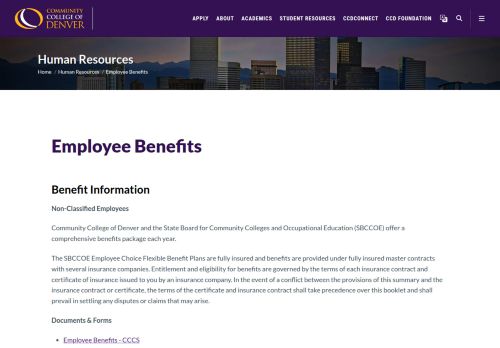 COMMUNITY
COLLEGE OF
DENVER
APPLY ABOUT ACADEMICS STUDENT RESOURCES CCDCONNECT CCD FOUNDATION
Human Resources
Home / Human Resources / Employee Benefits
Employee Benefits
Benefit Information
Non-Classified Employees
Community College of Denver and the State Board for Community Colleges and Occupational Education (SBCCOE) offer a
comprehensive benefits package each year.
The SBCCOE Employee Choice Flexible Benefit Plans are fully insured and benefits are provided under fully insured master contracts
with several insurance companies. Entitlement and eligibility for benefits are governed by the terms of each insurance contract and
certificate of insurance issued to you by an insurance company. In the event of a conflict between the provisions of this summary and the
insurance contract or certificate, the terms of the certificate and insurance contract shall take precedence over this booklet and shall
prevail in settling any disputes or claims that may arise.
Documents & Forms
Employee Benefits - CCCS